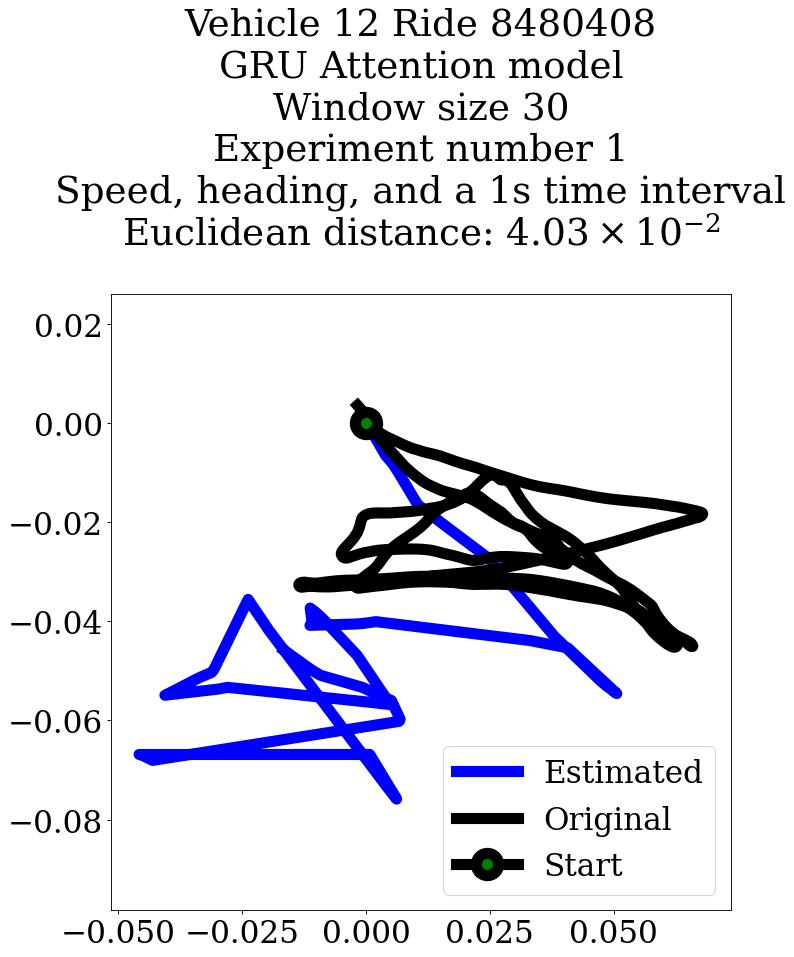 Vehicle 12 Ride 8480408
GRU Attention model
Window size 30
Experiment number 1
Speed, heading, and a 1s time interval
Euclidean distance: 4.03 × 10⁻²
0.02
0.00
−0.02
−0.04
−0.06
−0.08
Estimated
Original
Start
−0.050 −0.025 0.000 0.025 0.050